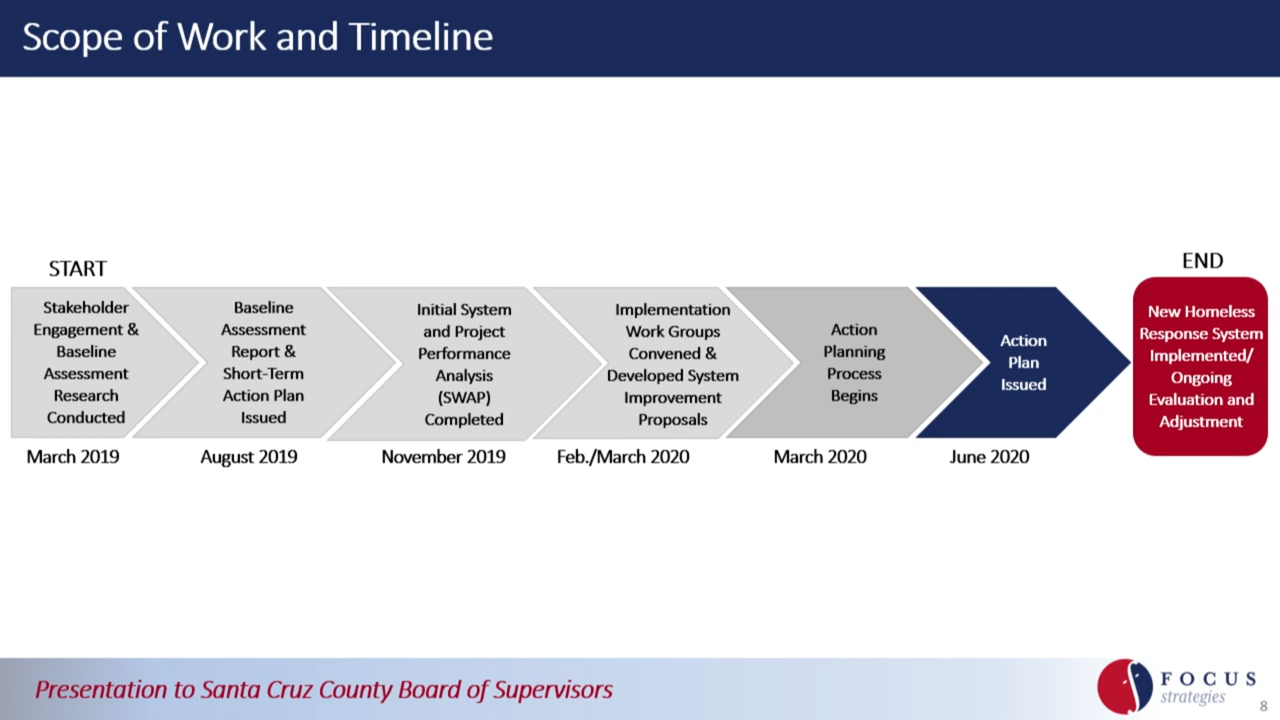 Scope of Work and Timeline
START
Stakeholder
Engagement &
Baseline
Assessment
Research
Conducted
March 2019
Baseline
Assessment
Report &
Short-Term
Action Plan
Issued
August 2019
Initial System
and Project
Performance
Analysis
(SWAP)
Completed
November 2019
Implementation
Work Groups
Convened &
Developed System
Improvement
Proposals
Feb./March 2020
Action
Planning
Process
Begins
March 2020
Action
Plan
Issued
June 2020
END
New Homeless
Response System
Implemented/
Ongoing
Evaluation and
Adjustment
Presentation to Santa Cruz County Board of Supervisors
FOCUS
strategies
8